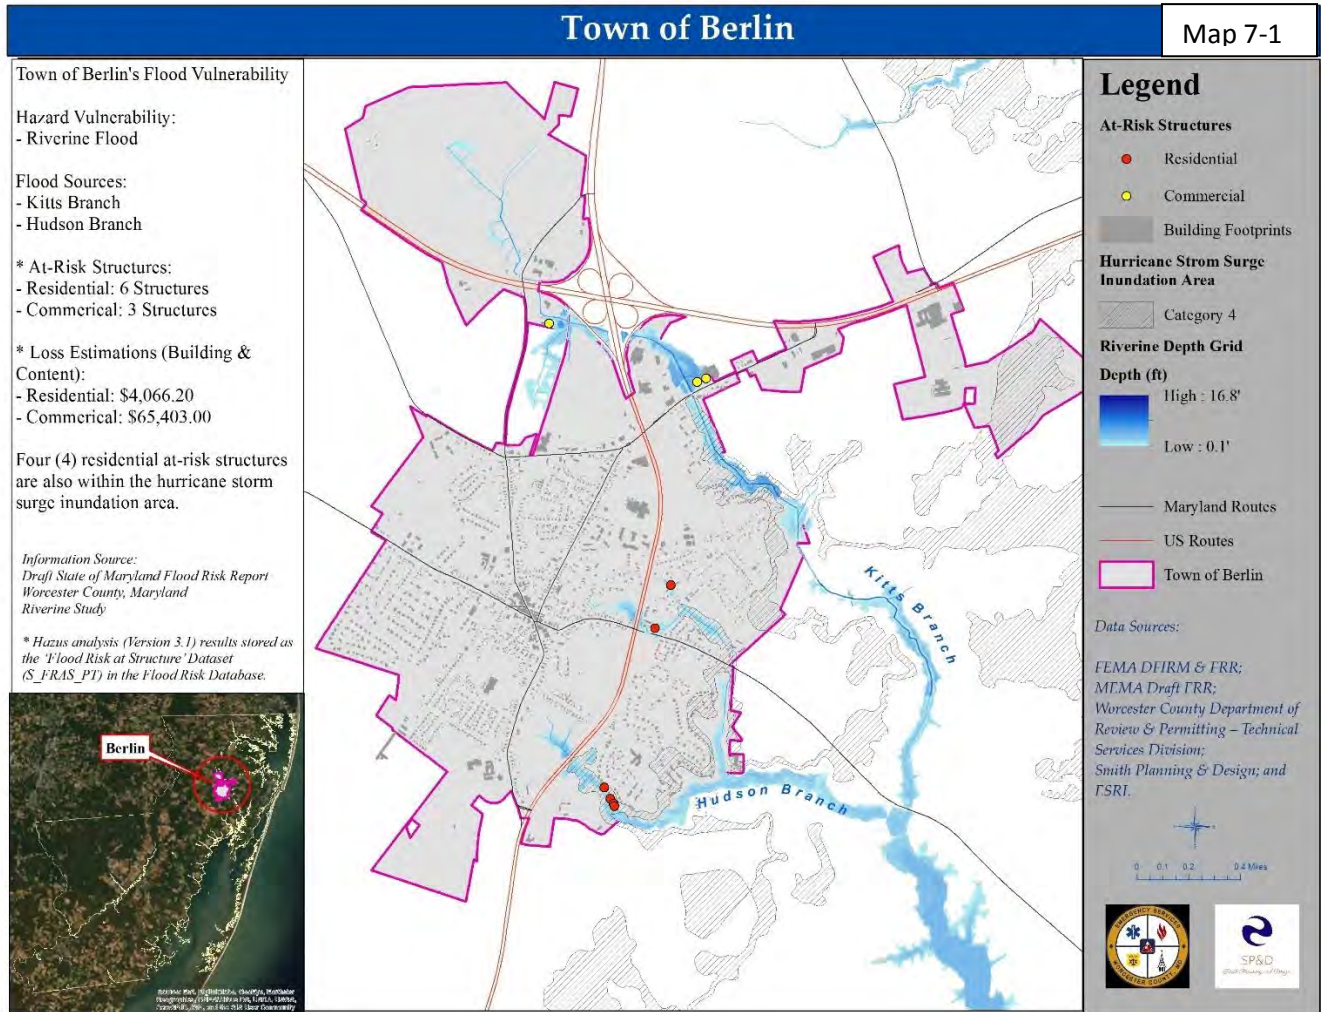 Town of Berlin
Map 7-1
Town of Berlin's Flood Vulnerability
Hazard Vulnerability:
- Riverine Flood
Flood Sources:
- Kitts Branch
- Hudson Branch
* At-Risk Structures:
- Residential: 6 Structures
- Commerical: 3 Structures
* Loss Estimations (Building &
Content):
- Residential: $4,066.20
- Commerical: $65,403.00
Four (4) residential at-risk structures
are also within the hurricane storm
surge inundation area.
Information Source:
Draft State of Maryland Flood Risk Report
Worcester County, Maryland
Riverine Study
* Hazus analysis (Version 3.1) results stored as
the 'Flood Risk at Structure' Dataset
(S_FRAS_PT) in the Flood Risk Database.
Berlin
Kitts Branch
Hudson Branch
Legend
At-Risk Structures
Residential
Commercial
Building Footprints
Hurricane Strom Surge
Inundation Area
Category 4
Riverine Depth Grid
Depth (ft)
High : 16.8'
Low : 0.1'
Maryland Routes
US Routes
Town of Berlin
Data Sources:
FEMA DFIRM & FRR;
MEMA Draft FRR;
Worcester County Department of
Review & Permitting – Technical
Services Division;
Smith Planning & Design; and
ESRI.
0 0.1 0.2 0.4 Miles
EMERGENCY SERVICES
WORCESTER COUNTY, MD
SP&D